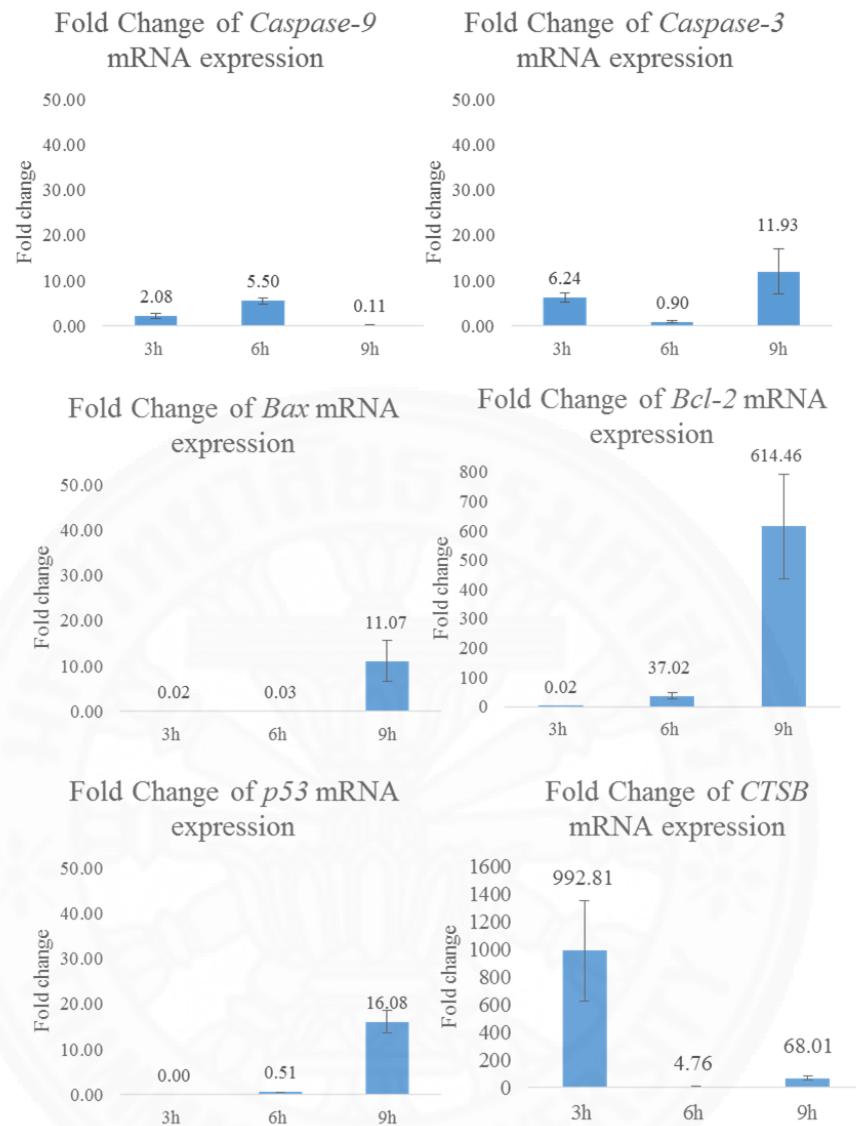 Fold Change of Caspase-9
mRNA expression
50.00
40.00
30.00
20.00
10.00
0.00
Fold change
2.08
5.50
0.11
3h
6h
9h
Fold Change of Caspase-3
mRNA expression
50.00
40.00
30.00
20.00
10.00
0.00
Fold change
6.24
0.90
11.93
3h
6h
9h
Fold Change of Bax mRNA
expression
50.00
40.00
30.00
20.00
10.00
0.00
Fold change
0.02
0.03
11.07
3h
6h
9h
Fold Change of Bcl-2 mRNA
expression
800
700
600
500
400
300
200
100
0
Fold change
0.02
37.02
614.46
3h
6h
9h
Fold Change of p53 mRNA
expression
50.00
40.00
30.00
20.00
10.00
0.00
Fold change
0.00
0.51
16.08
3h
6h
9h
Fold Change of CTSB
mRNA expression
1600
1400
1200
1000
800
600
400
200
0
Fold change
992.81
4.76
68.01
3h
6h
9h